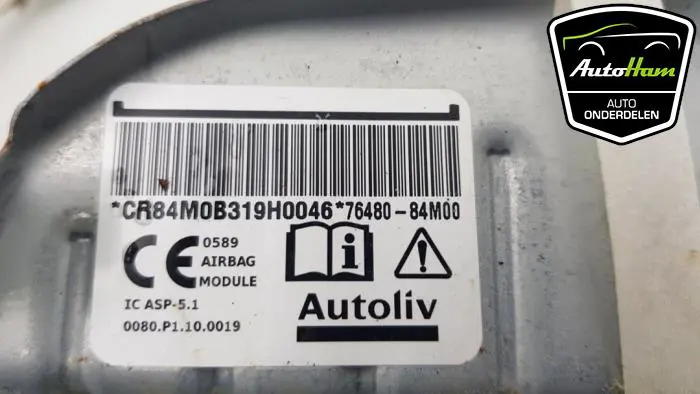 *CR84M0B319H0046*76480-84M00
CE 0589
AIRBAG
MODULE
IC ASP-5.1
0080.P1.10.0019
i
!
Autoliv
AutoHam
AUTO
ONDERDELEN